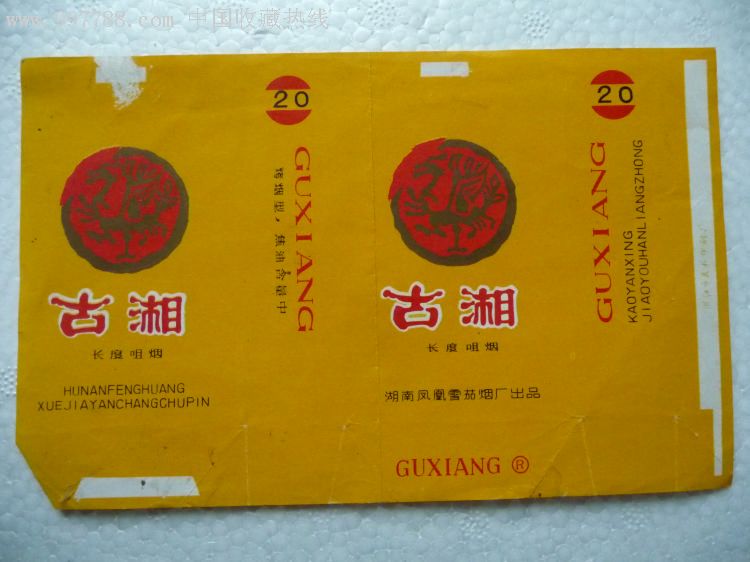 www.997788.com 中国收藏热线
20
GUXIANG
烤烟型，焦油含量中
古湘
长度咀烟
HUNANFENGHUANG
XUEJIAYANCHANGCHUPIN
20
GUXIANG
KAOYANXING
JIAOYOUHANLIANGZHONG
古湘
长度咀烟
湖南凤凰雪茄烟厂出品
GUXIANG ®